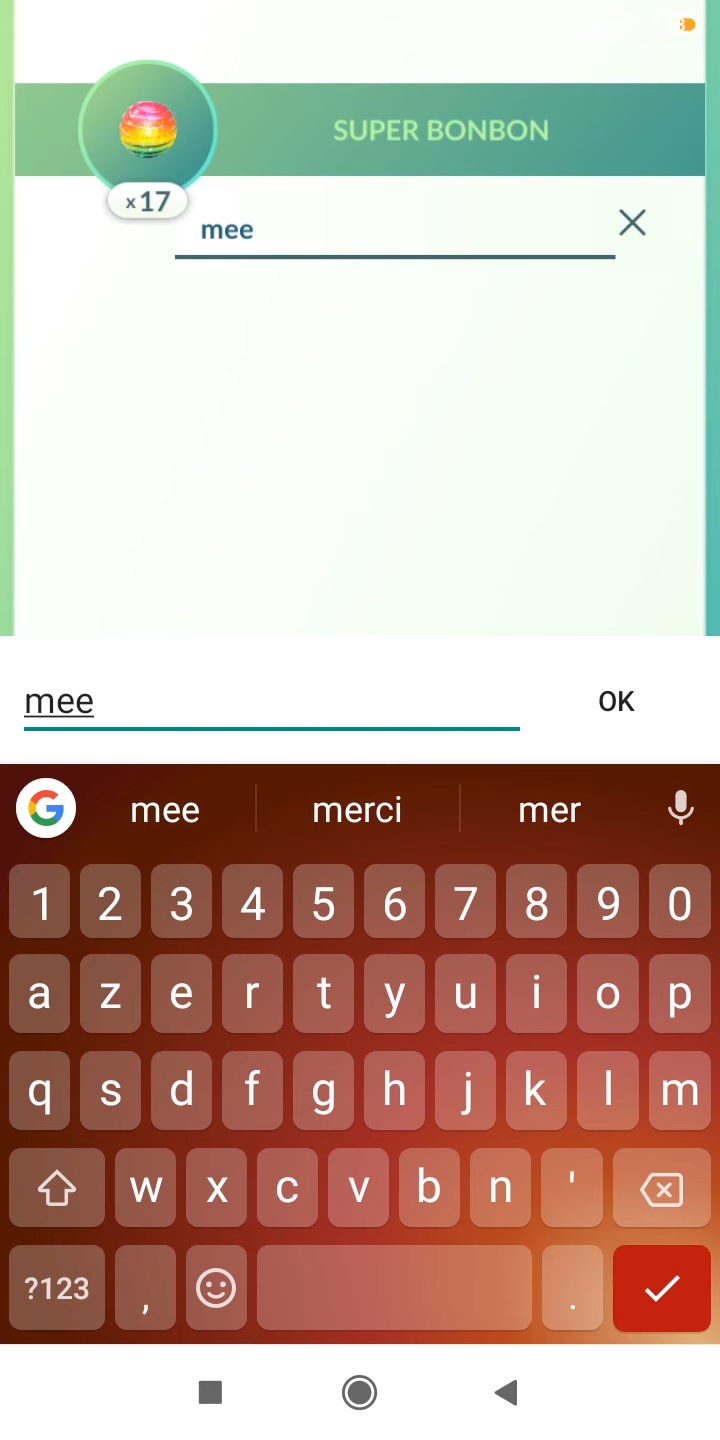 SUPER BONBON
x17
mee
mee
OK
mee merci mer
1 2 3 4 5 6 7 8 9 0
a z e r t y u i o p
q s d f g h j k l m
w x c v b n '
?123 , .